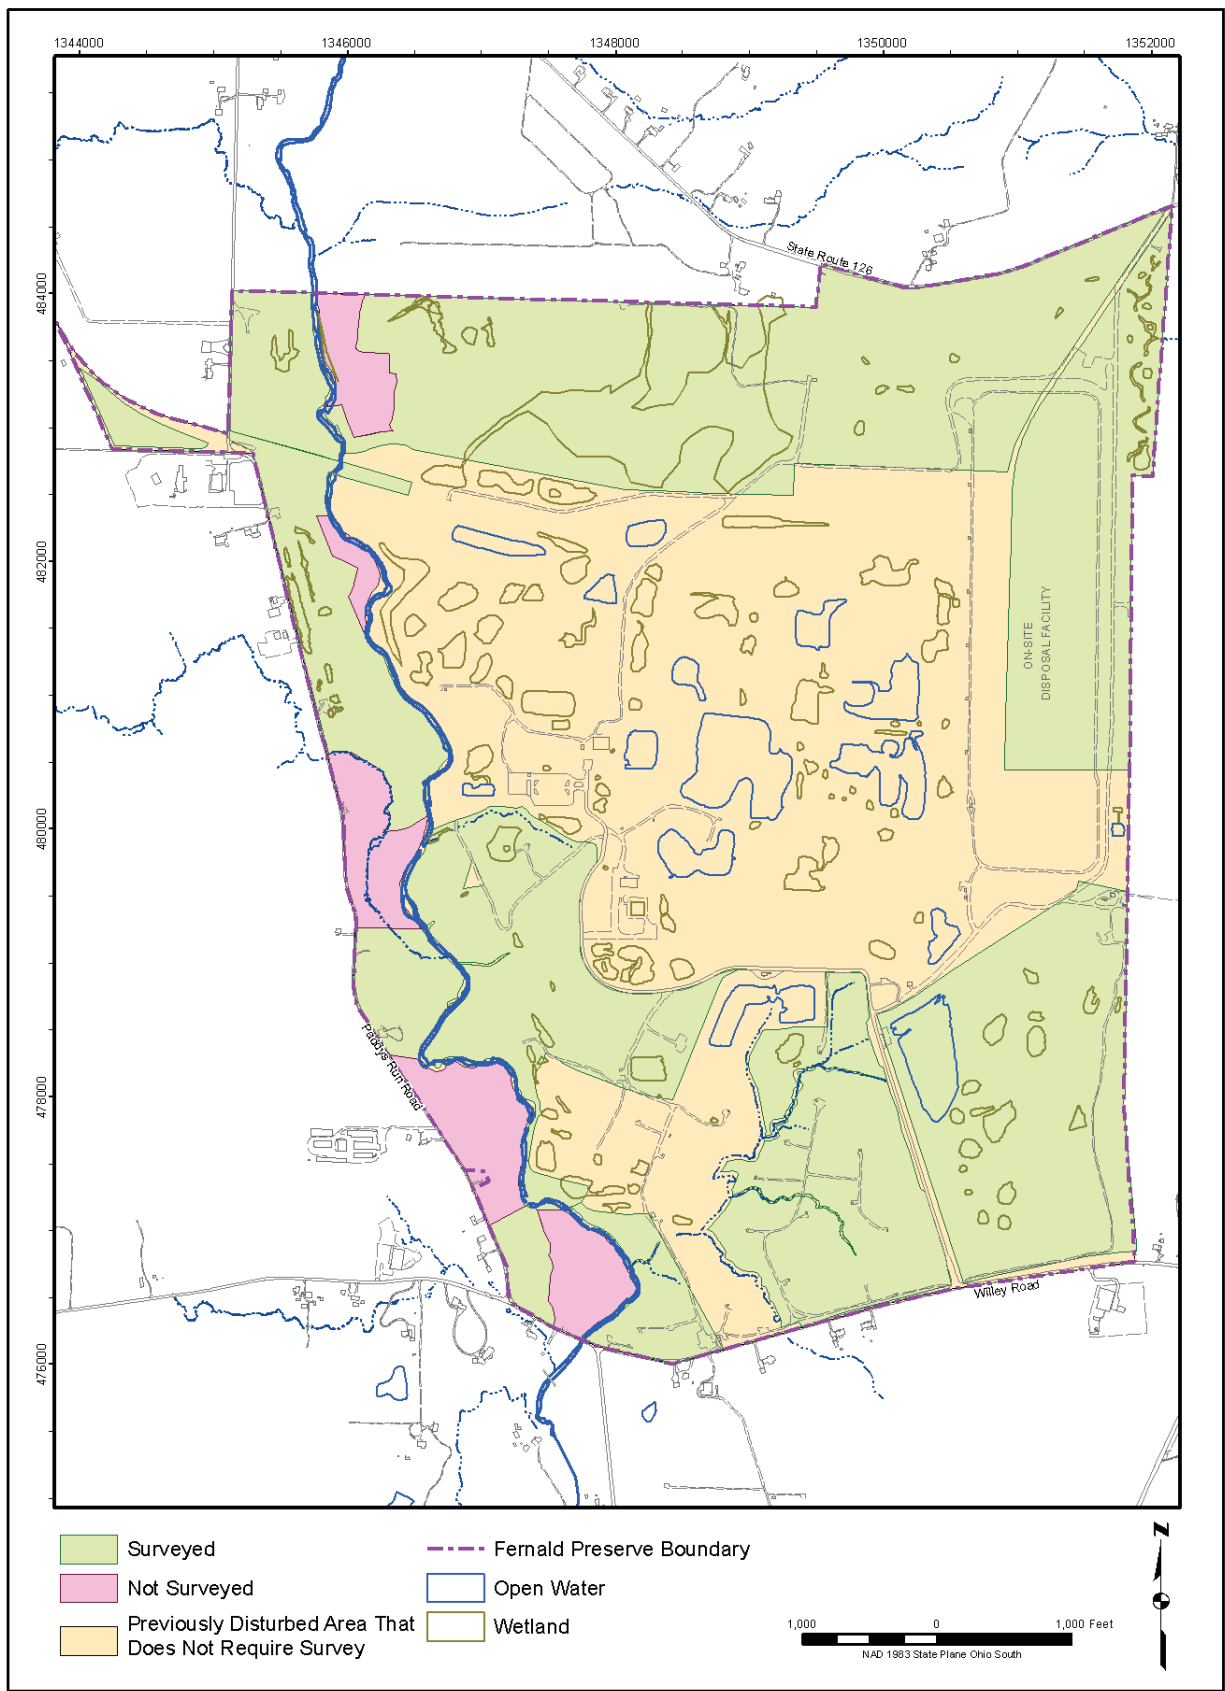 1344000
1346000
1348000
1350000
1352000
484000
482000
480000
478000
476000
State Route 126
ON-SITE
DISPOSAL FACILITY
Paddys Run Road
Willey Road
Surveyed
Not Surveyed
Previously Disturbed Area That
Does Not Require Survey
Fernald Preserve Boundary
Open Water
Wetland
N
1,000 0 1,000 Feet
NAD 1983 State Plane Ohio South